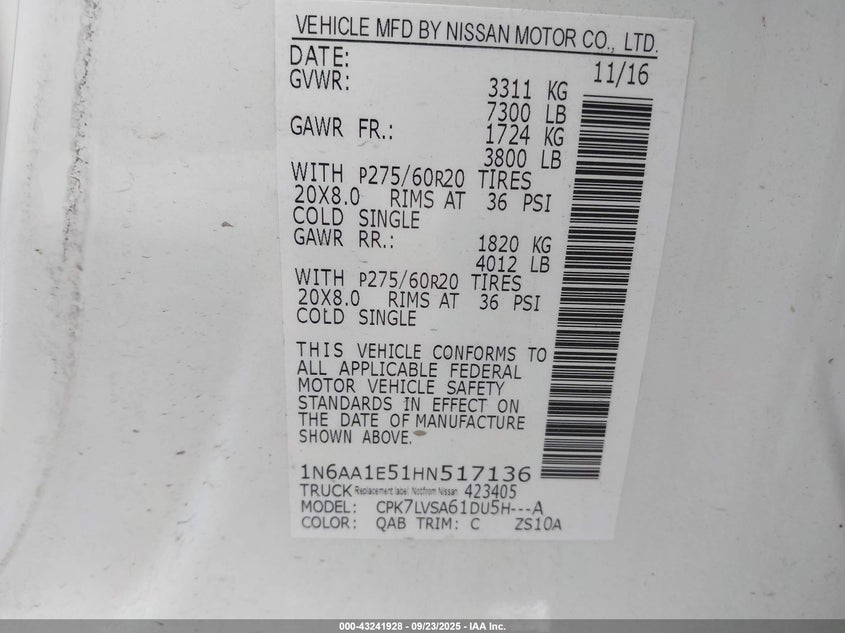 VEHICLE MFD BY NISSAN MOTOR CO., LTD.
DATE: 11/16
GVWR: 3311 KG
7300 LB
GAWR FR.: 1724 KG
3800 LB
WITH P275/60R20 TIRES
20X8.0 RIMS AT 36 PSI
COLD SINGLE
GAWR RR.: 1820 KG
4012 LB
WITH P275/60R20 TIRES
20X8.0 RIMS AT 36 PSI
COLD SINGLE
THIS VEHICLE CONFORMS TO
ALL APPLICABLE FEDERAL
MOTOR VEHICLE SAFETY
STANDARDS IN EFFECT ON
THE DATE OF MANUFACTURE
SHOWN ABOVE.
1N6AA1E51HN517136
TRUCK Replacement label Notfrom Nissan 423405
MODEL: CPK7LVSA61DU5H---A
COLOR: QAB TRIM: C ZS10A
000-43241928 - 09/23/2025 - IAA Inc.